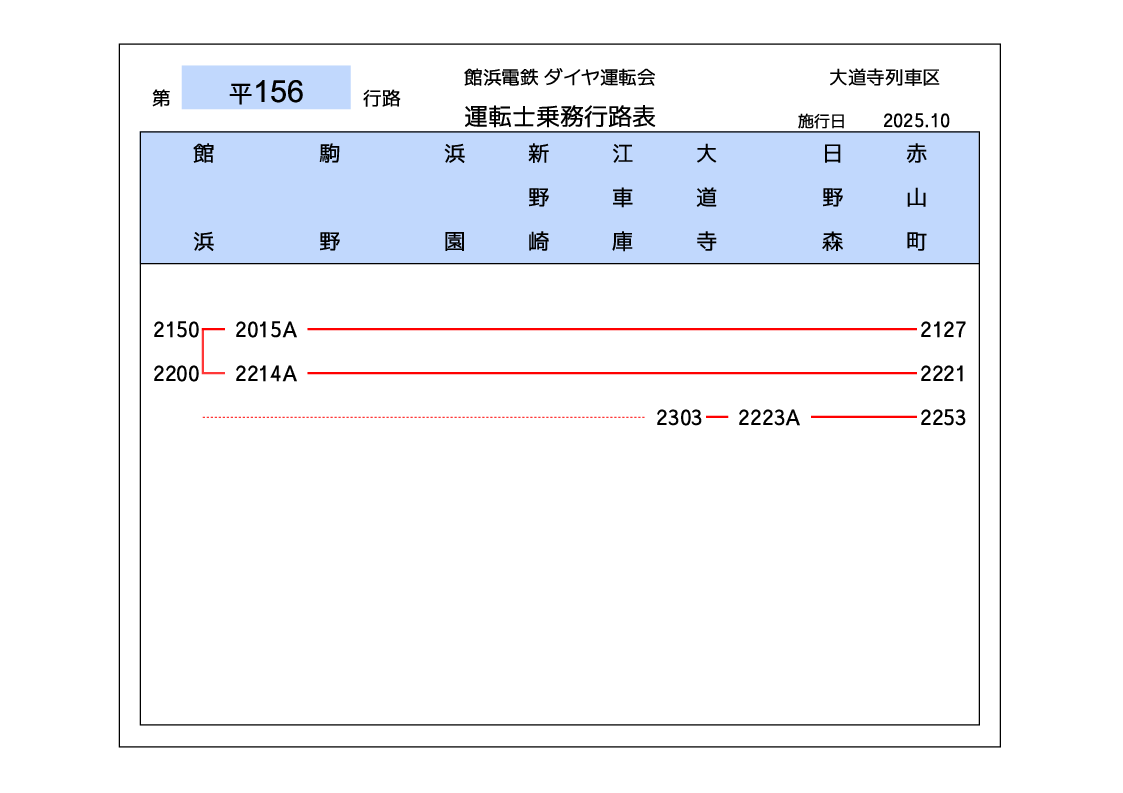 第 平156 行路
館浜電鉄 ダイヤ運転会
運転士乗務行路表
大道寺列車区
施行日 2025.10
館浜 駒野 浜園 新野崎 江車庫 大道寺 日野森 赤山町
2150 2015A 2127
2200 2214A 2221
2303 2223A 2253